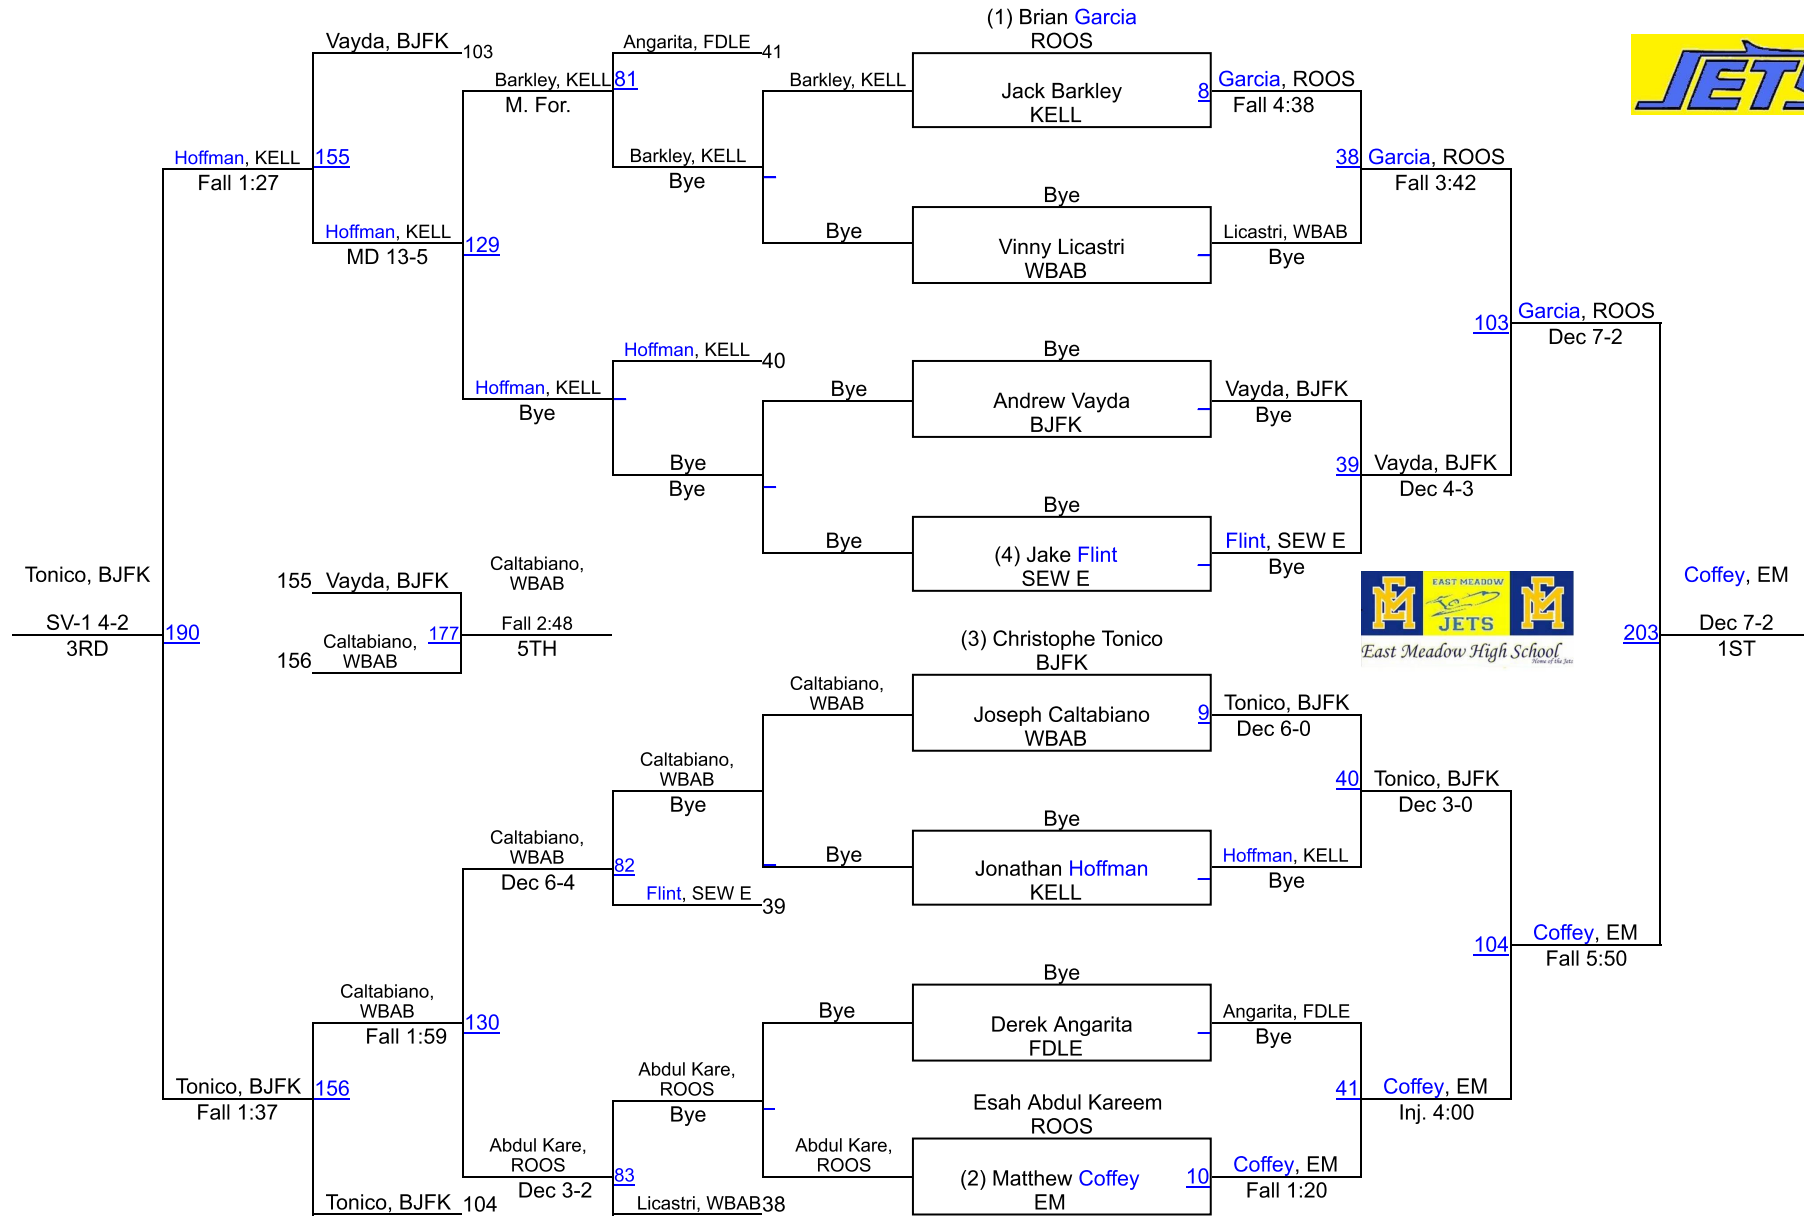 (1) Brian Garcia
ROOS
Vayda, BJFK 103
Angarita, FDLE 41
Barkley, KELL 81
M. For.
Barkley, KELL
Jack Barkley
KELL
8 Garcia, ROOS
Fall 4:38
JETS
Hoffman, KELL 155
Fall 1:27
Barkley, KELL
Bye
38 Garcia, ROOS
Fall 3:42
Bye
Hoffman, KELL 129
MD 13-5
Bye
Vinny Licastri
WBAB
Licastri, WBAB
Bye
103 Garcia, ROOS
Dec 7-2
Hoffman, KELL 40
Bye
Hoffman, KELL
Bye
Bye
Andrew Vayda
BJFK
Vayda, BJFK
Bye
Bye
Bye
39 Vayda, BJFK
Dec 4-3
Bye
Bye
(4) Jake Flint
SEW E
Flint, SEW E
Bye
Tonico, BJFK
SV-1 4-2
3RD
190
155 Vayda, BJFK
156 Caltabiano,
WBAB
177
Caltabiano,
WBAB
Fall 2:48
5TH
EM EAST MEADOW EM
JETS
East Meadow High School
Home of the Jets
Coffey, EM
203 Dec 7-2
1ST
(3) Christophe Tonico
BJFK
Caltabiano,
WBAB
Joseph Caltabiano
WBAB
9 Tonico, BJFK
Dec 6-0
Caltabiano,
WBAB
Bye
40 Tonico, BJFK
Dec 3-0
Caltabiano,
WBAB
Dec 6-4
82
Bye
Bye
Jonathan Hoffman
KELL
Hoffman, KELL
Bye
Flint, SEW E 39
104 Coffey, EM
Fall 5:50
Bye
Caltabiano,
WBAB
Fall 1:59
130
Bye
Derek Angarita
FDLE
Angarita, FDLE
Bye
Tonico, BJFK 156
Fall 1:37
Abdul Kare,
ROOS
Bye
Esah Abdul Kareem
ROOS
41 Coffey, EM
Inj. 4:00
Abdul Kare,
ROOS
Dec 3-2
83
Abdul Kare,
ROOS
(2) Matthew Coffey
EM
10 Coffey, EM
Fall 1:20
Tonico, BJFK 104
Licastri, WBAB 38